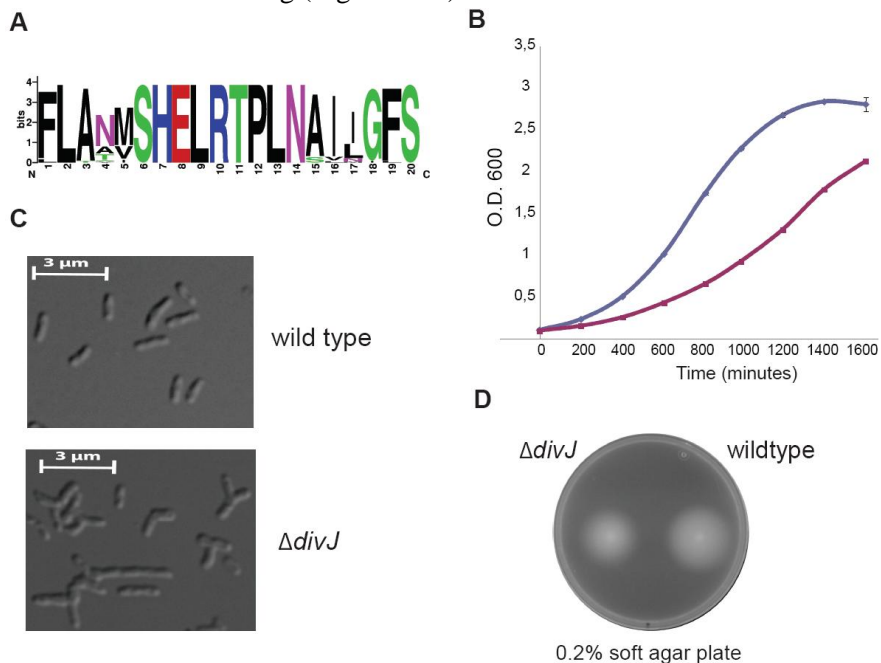 A
B
bits
4
3
2
1
0
FLANMSHELRTPLNAIIGFS
1 2 3 4 5 6 7 8 9 10 11 12 13 14 15 16 17 18 19 20
N
C
O.D. 600
3,5
3
2,5
2
1,5
1
0,5
0 200 400 600 800 1000 1200 1400 1600
Time (minutes)
C
3 µm
wild type
3 µm
ΔdivJ
D
ΔdivJ
wildtype
0.2% soft agar plate